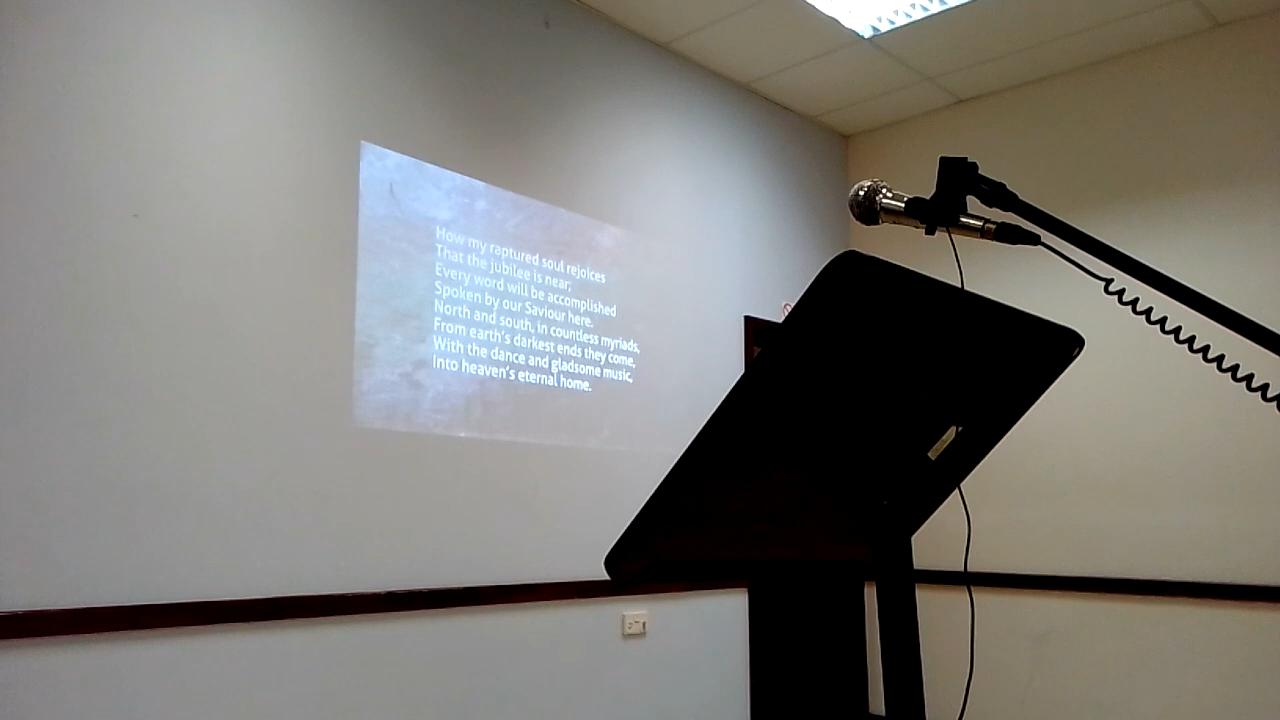 How my raptured soul rejoices
That the jubilee is near;
Every word will be accomplished
Spoken by our Saviour here.
North and south, in countless myriads,
From earth's darkest ends they come,
With the dance and gladsome music,
Into heaven's eternal home.